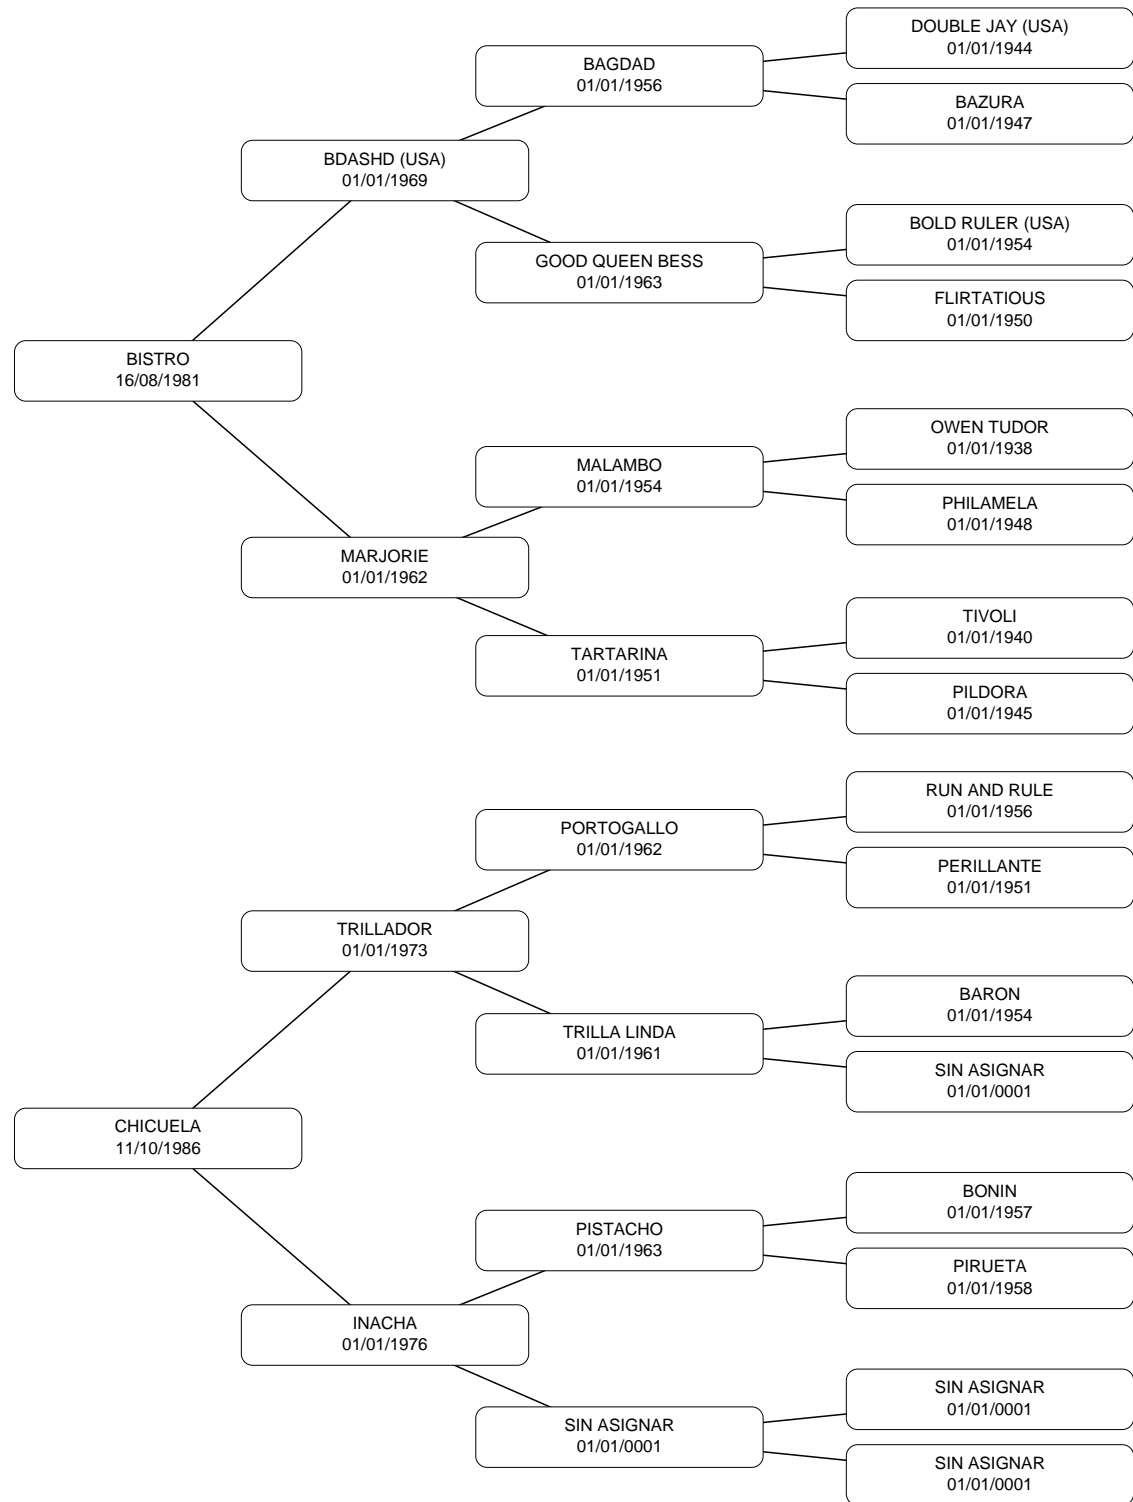 DOUBLE JAY (USA)
01/01/1944
BAGDAD
01/01/1956
BAZURA
01/01/1947
BDASHD (USA)
01/01/1969
BOLD RULER (USA)
01/01/1954
GOOD QUEEN BESS
01/01/1963
FLIRTATIOUS
01/01/1950
BISTRO
16/08/1981
OWEN TUDOR
01/01/1938
MALAMBO
01/01/1954
PHILAMELA
01/01/1948
MARJORIE
01/01/1962
TIVOLI
01/01/1940
TARTARINA
01/01/1951
PILDORA
01/01/1945
RUN AND RULE
01/01/1956
PORTOGALLO
01/01/1962
PERILLANTE
01/01/1951
TRILLADOR
01/01/1973
BARON
01/01/1954
TRILLA LINDA
01/01/1961
SIN ASIGNAR
01/01/0001
CHICUELA
11/10/1986
BONIN
01/01/1957
PISTACHO
01/01/1963
PIRUETA
01/01/1958
INACHA
01/01/1976
SIN ASIGNAR
01/01/0001
SIN ASIGNAR
01/01/0001
SIN ASIGNAR
01/01/0001